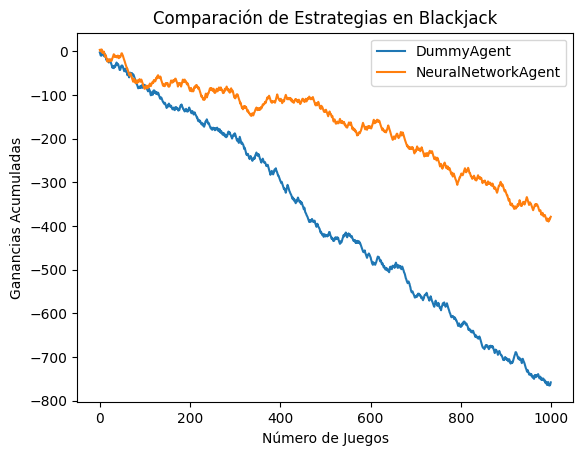 Comparación de Estrategias en Blackjack
DummyAgent
NeuralNetworkAgent
Ganancias Acumuladas
0
−100
−200
−300
−400
−500
−600
−700
−800
0 200 400 600 800 1000
Número de Juegos